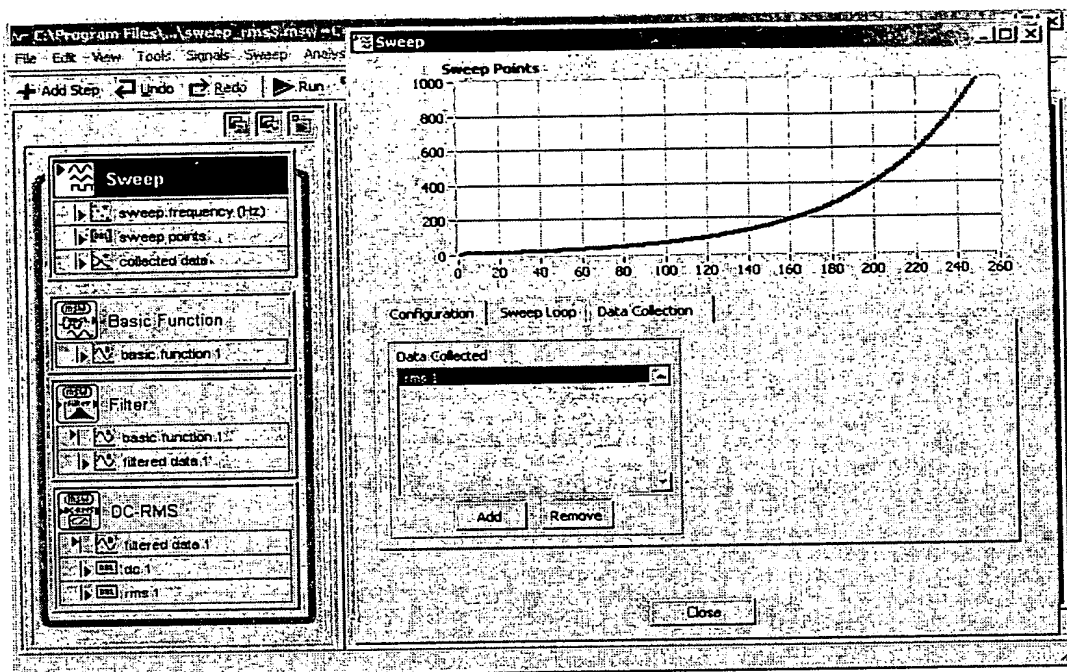 C:\Program Files\...\sweep_rms3.msw
File Edit View Tools Signals Sweep Analys
Add Step Undo Redo Run
Sweep
sweep frequency (Hz)
sweep points
collected data
Basic Function
basic function 1
Filter
basic function 1
filtered data 1
DC-RMS
filtered data 1
dc 1
rms 1
Sweep
Sweep Points
1000
800
600
400
200
0
0 20 40 60 80 100 120 140 160 180 200 220 240 260
Configuration Sweep Loop Data Collection
Data Collected
rms 1
Add Remove
Close